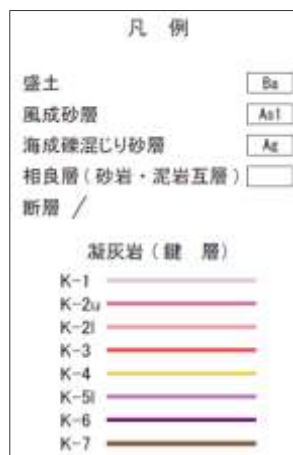 凡 例
盛土 Ba
風成砂層 As1
海成礫混じり砂層 Ag
相良層(砂岩・泥岩互層)
断層
凝灰岩(鍵 層)
K-1
K-2u
K-2l
K-3
K-4
K-5l
K-6
K-7